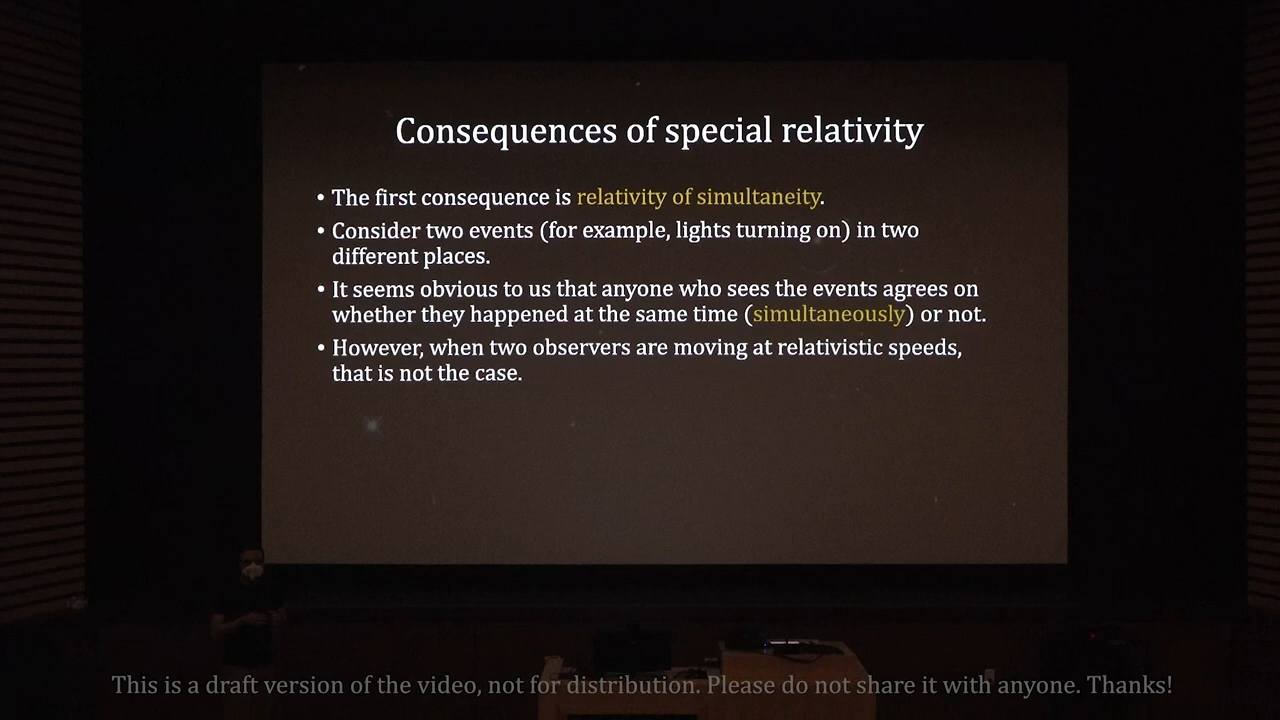 Consequences of special relativity
• The first consequence is relativity of simultaneity.
• Consider two events (for example, lights turning on) in two
different places.
• It seems obvious to us that anyone who sees the events agrees on
whether they happened at the same time (simultaneously) or not.
• However, when two observers are moving at relativistic speeds,
that is not the case.
This is a draft version of the video, not for distribution. Please do not share it with anyone. Thanks!